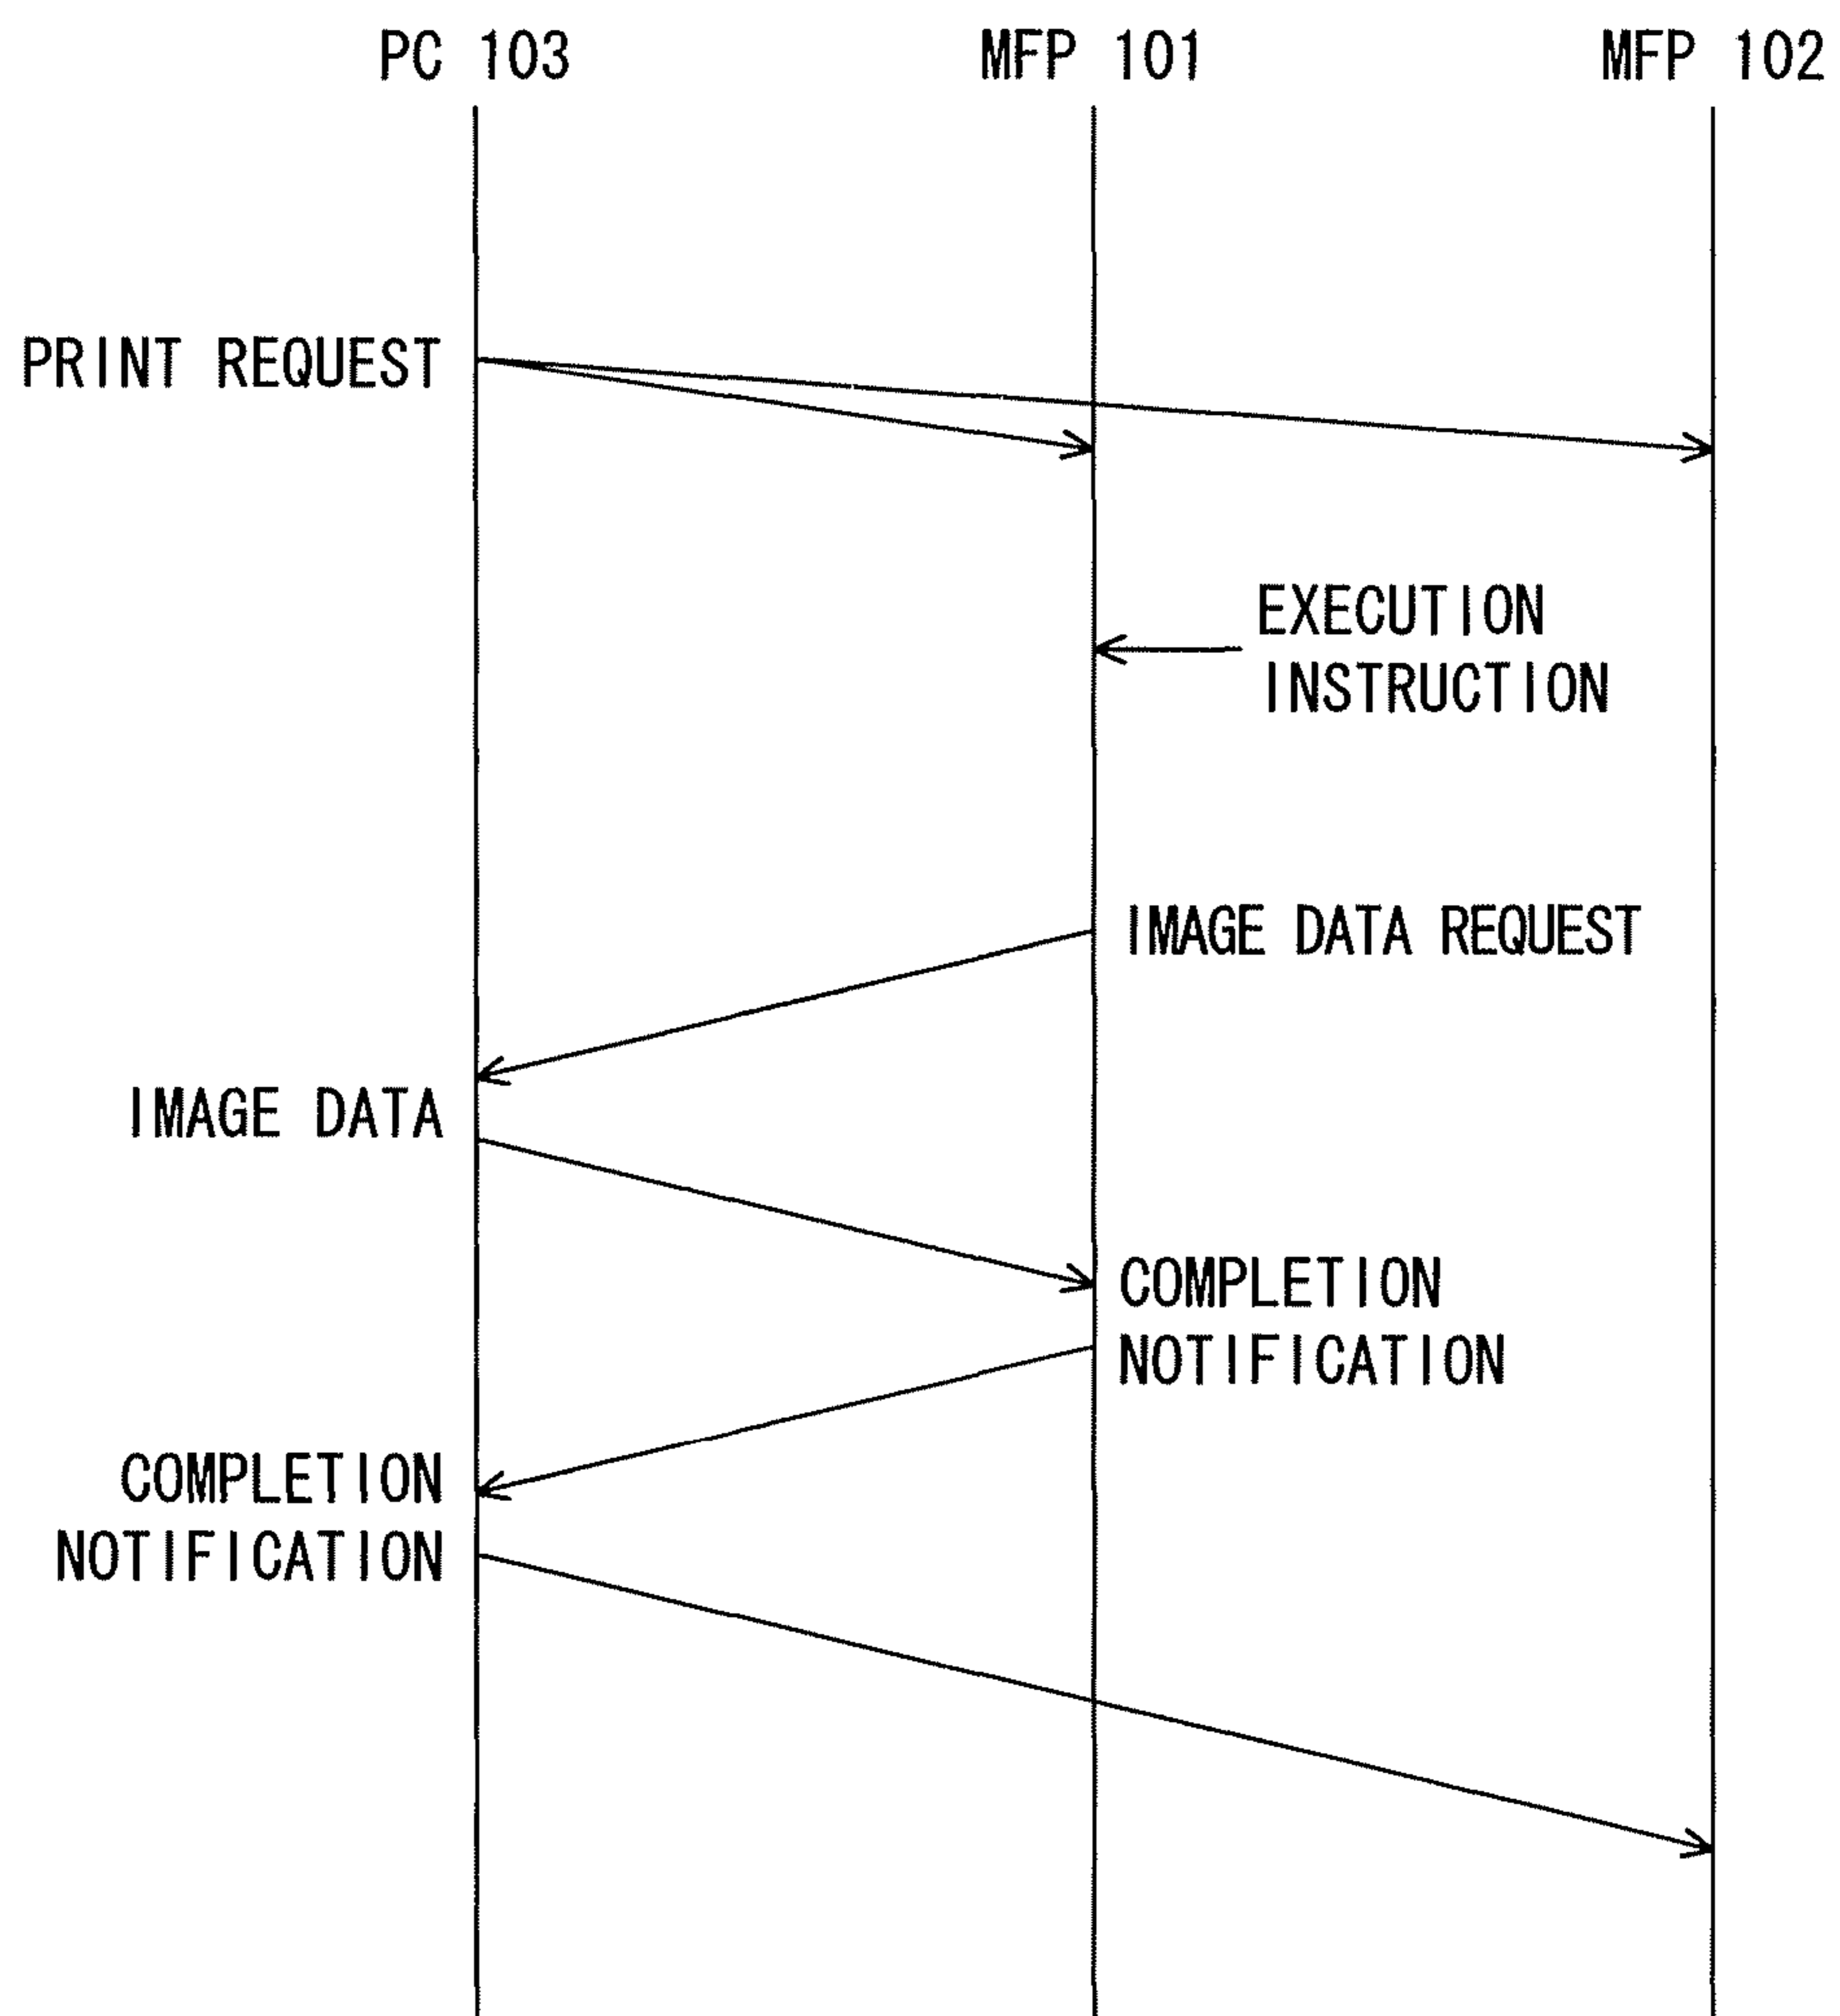 PC 103
MFP 101
MFP 102
PRINT REQUEST
EXECUTION
INSTRUCTION
IMAGE DATA REQUEST
IMAGE DATA
COMPLETION
NOTIFICATION
COMPLETION
NOTIFICATION